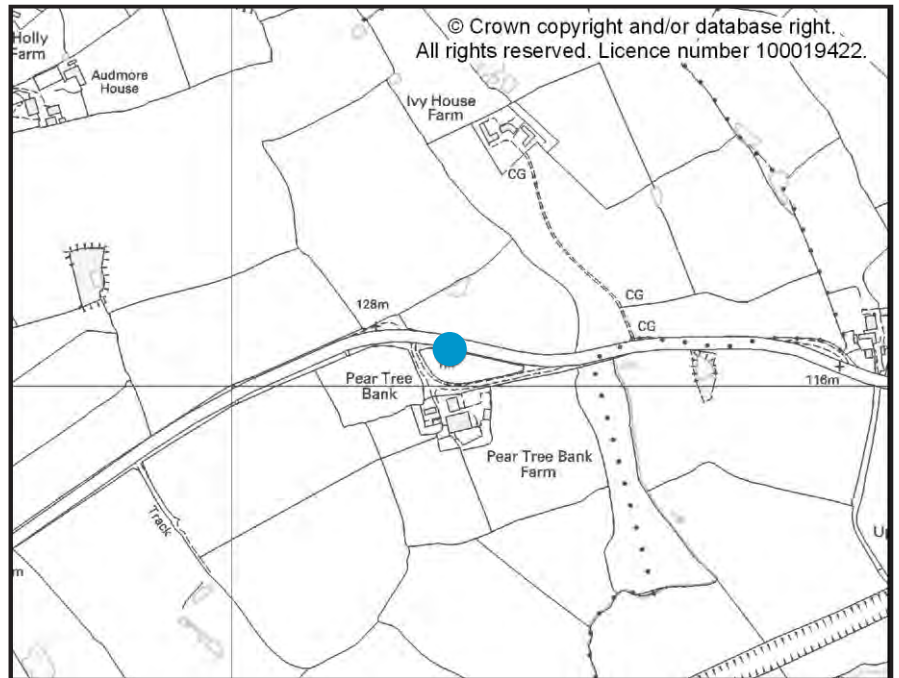 © Crown copyright and/or database right.
All rights reserved. Licence number 100019422.
Holly
Farm
Audmore
House
Ivy House
Farm
CG
CG
CG
128m
Pear Tree
Bank
116m
Pear Tree Bank
Farm
Track
m